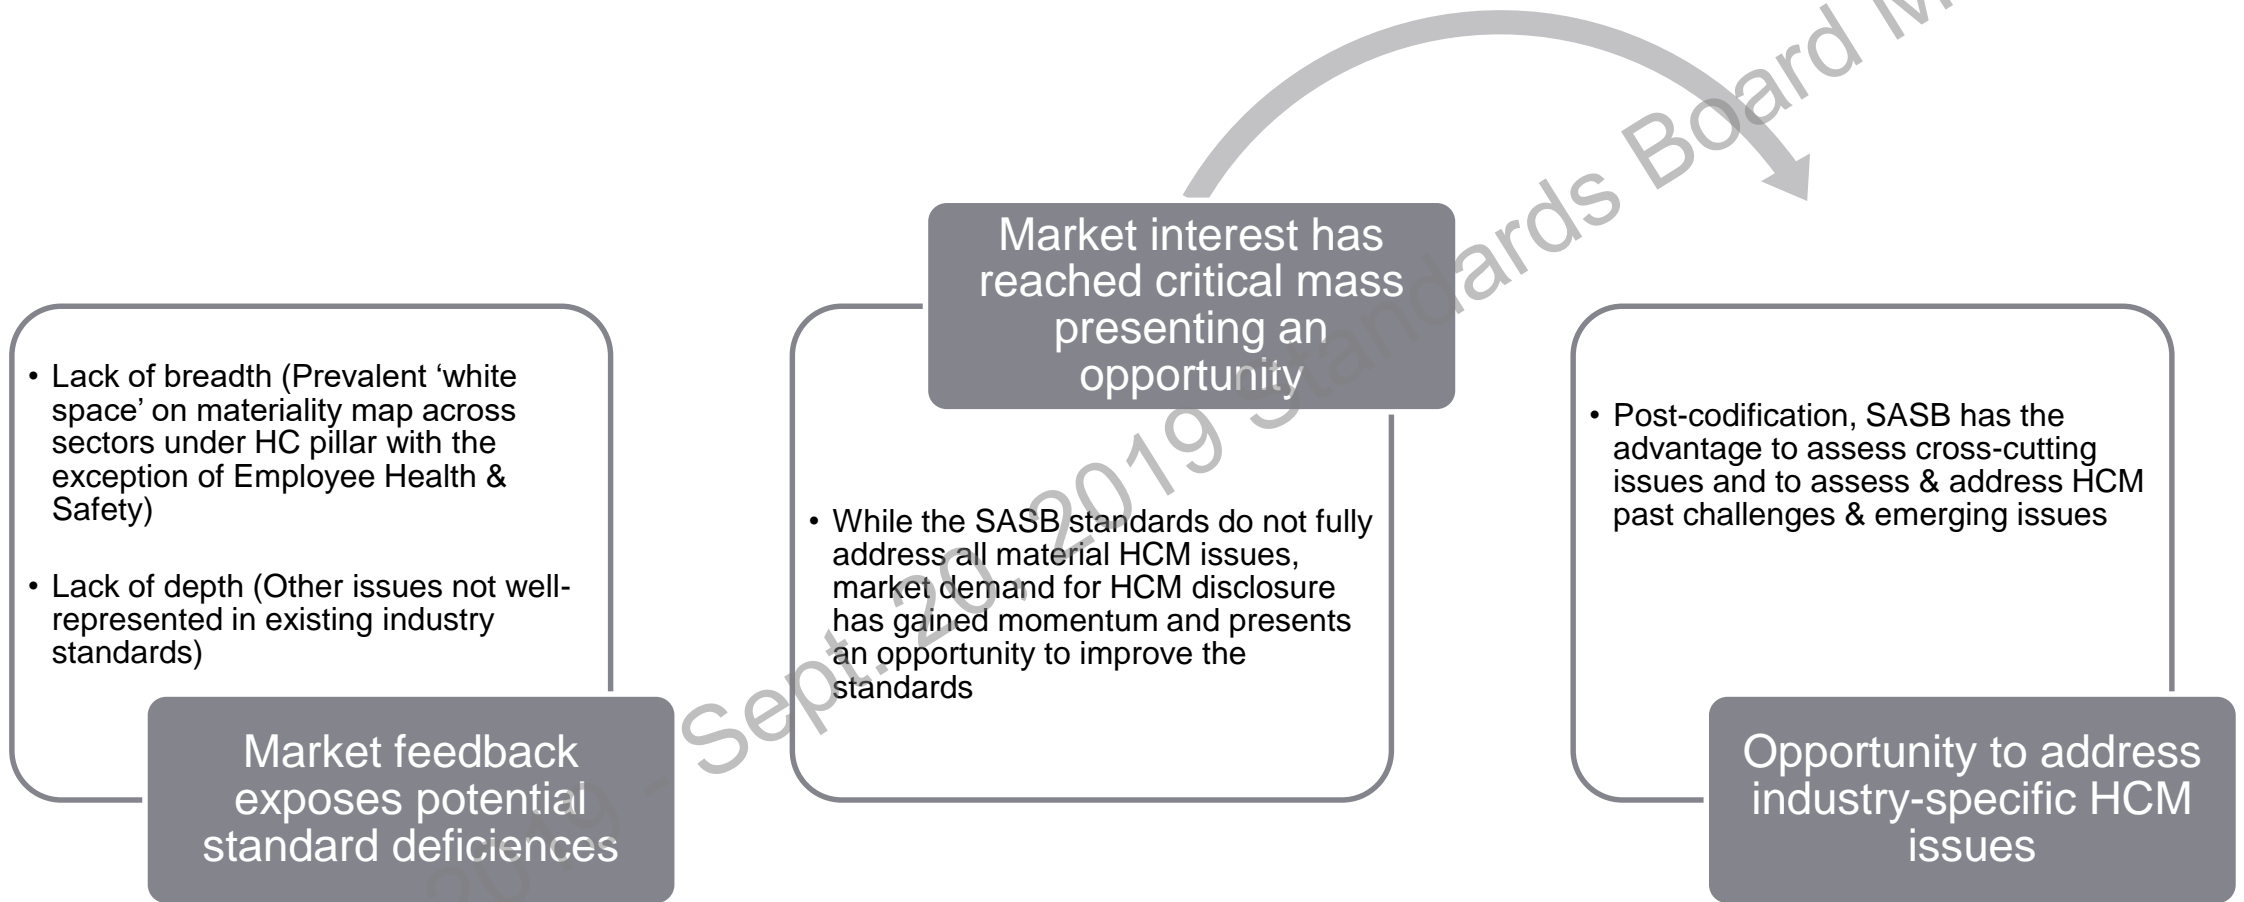 • Lack of breadth (Prevalent ‘white
space’ on materiality map across
sectors under HC pillar with the
exception of Employee Health &
Safety)
• Lack of depth (Other issues not well-
represented in existing industry
standards)
Market feedback
exposes potential
standard deficiences
Market interest has
reached critical mass
presenting an
opportunity
• While the SASB standards do not fully
address all material HCM issues,
market demand for HCM disclosure
has gained momentum and presents
an opportunity to improve the
standards
• Post-codification, SASB has the
advantage to assess cross-cutting
issues and to assess & address HCM
past challenges & emerging issues
Opportunity to address
industry-specific HCM
issues
2019 - Sept. 20, 2019 Standards Board M